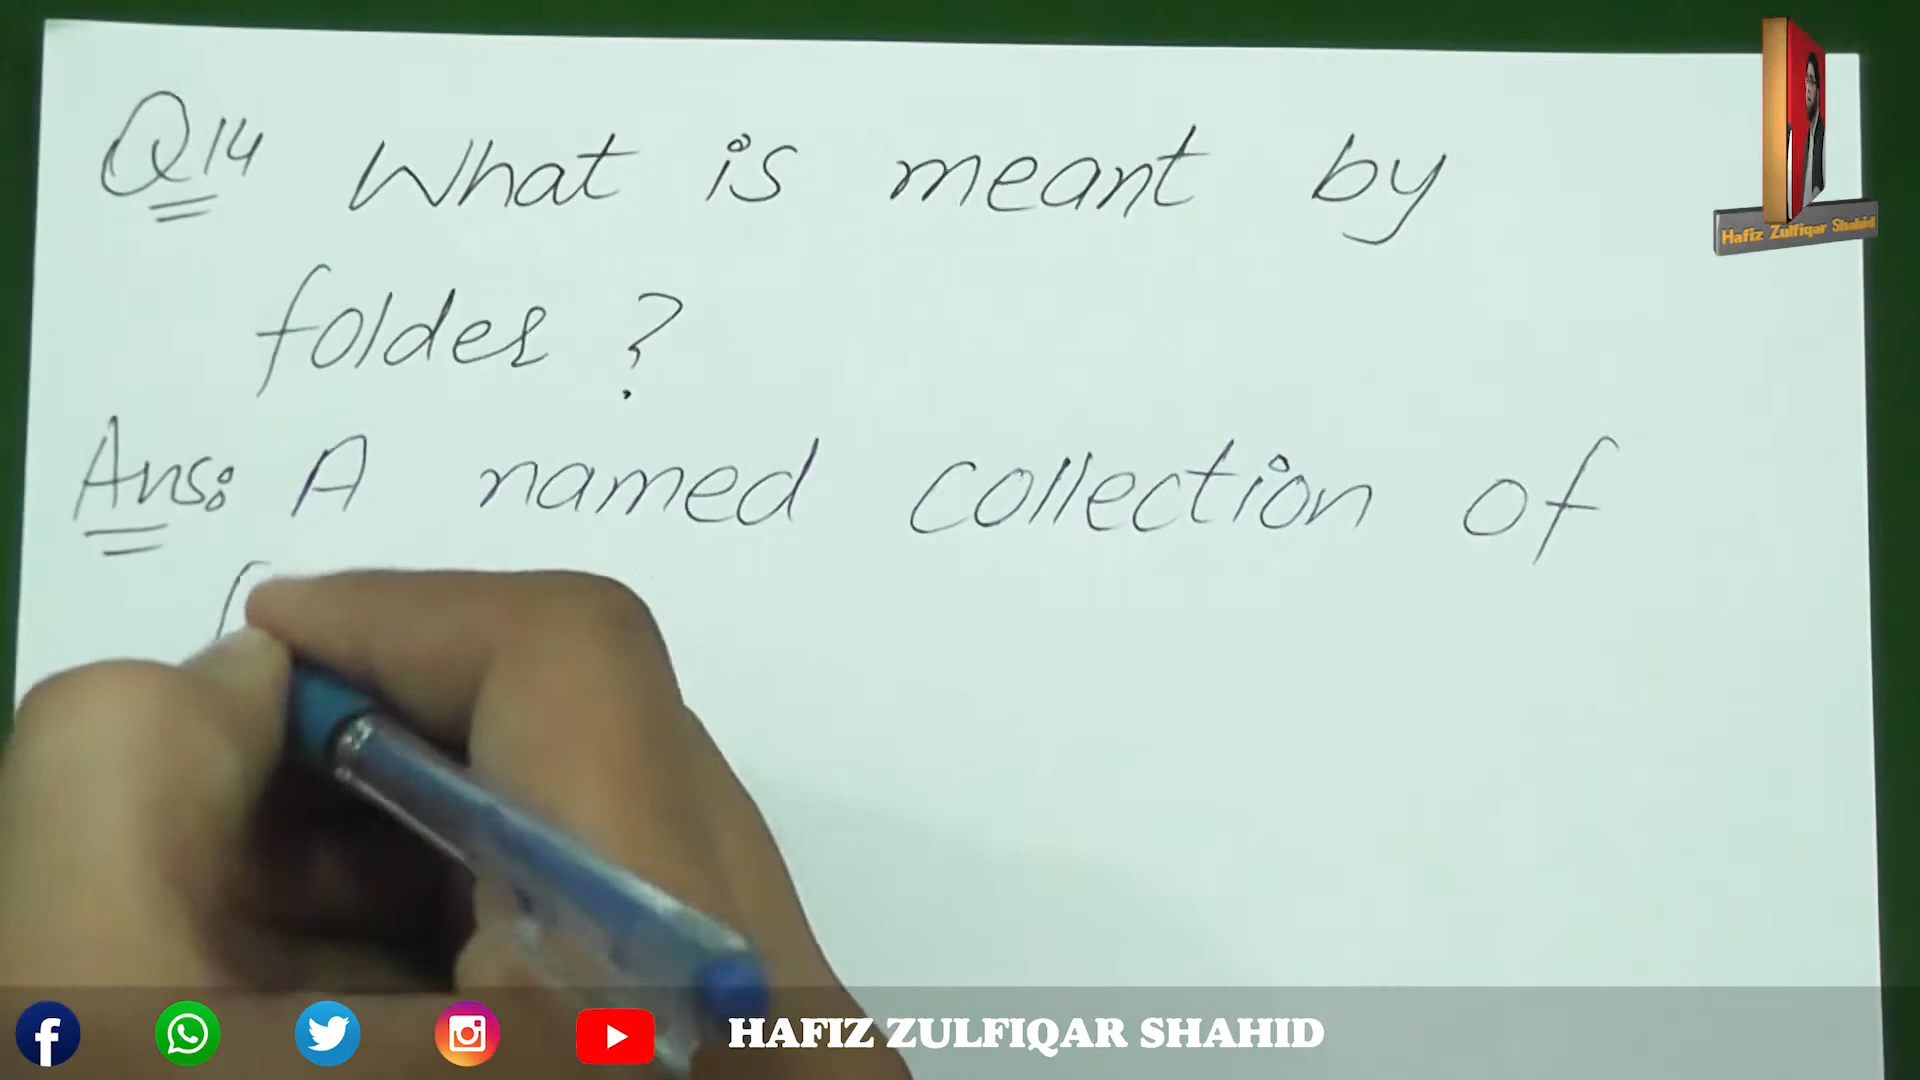 Q14 What is meant by
folder ?
Ans: A named collection of
Hafiz Zulfiqar Shahid
HAFIZ ZULFIQAR SHAHID